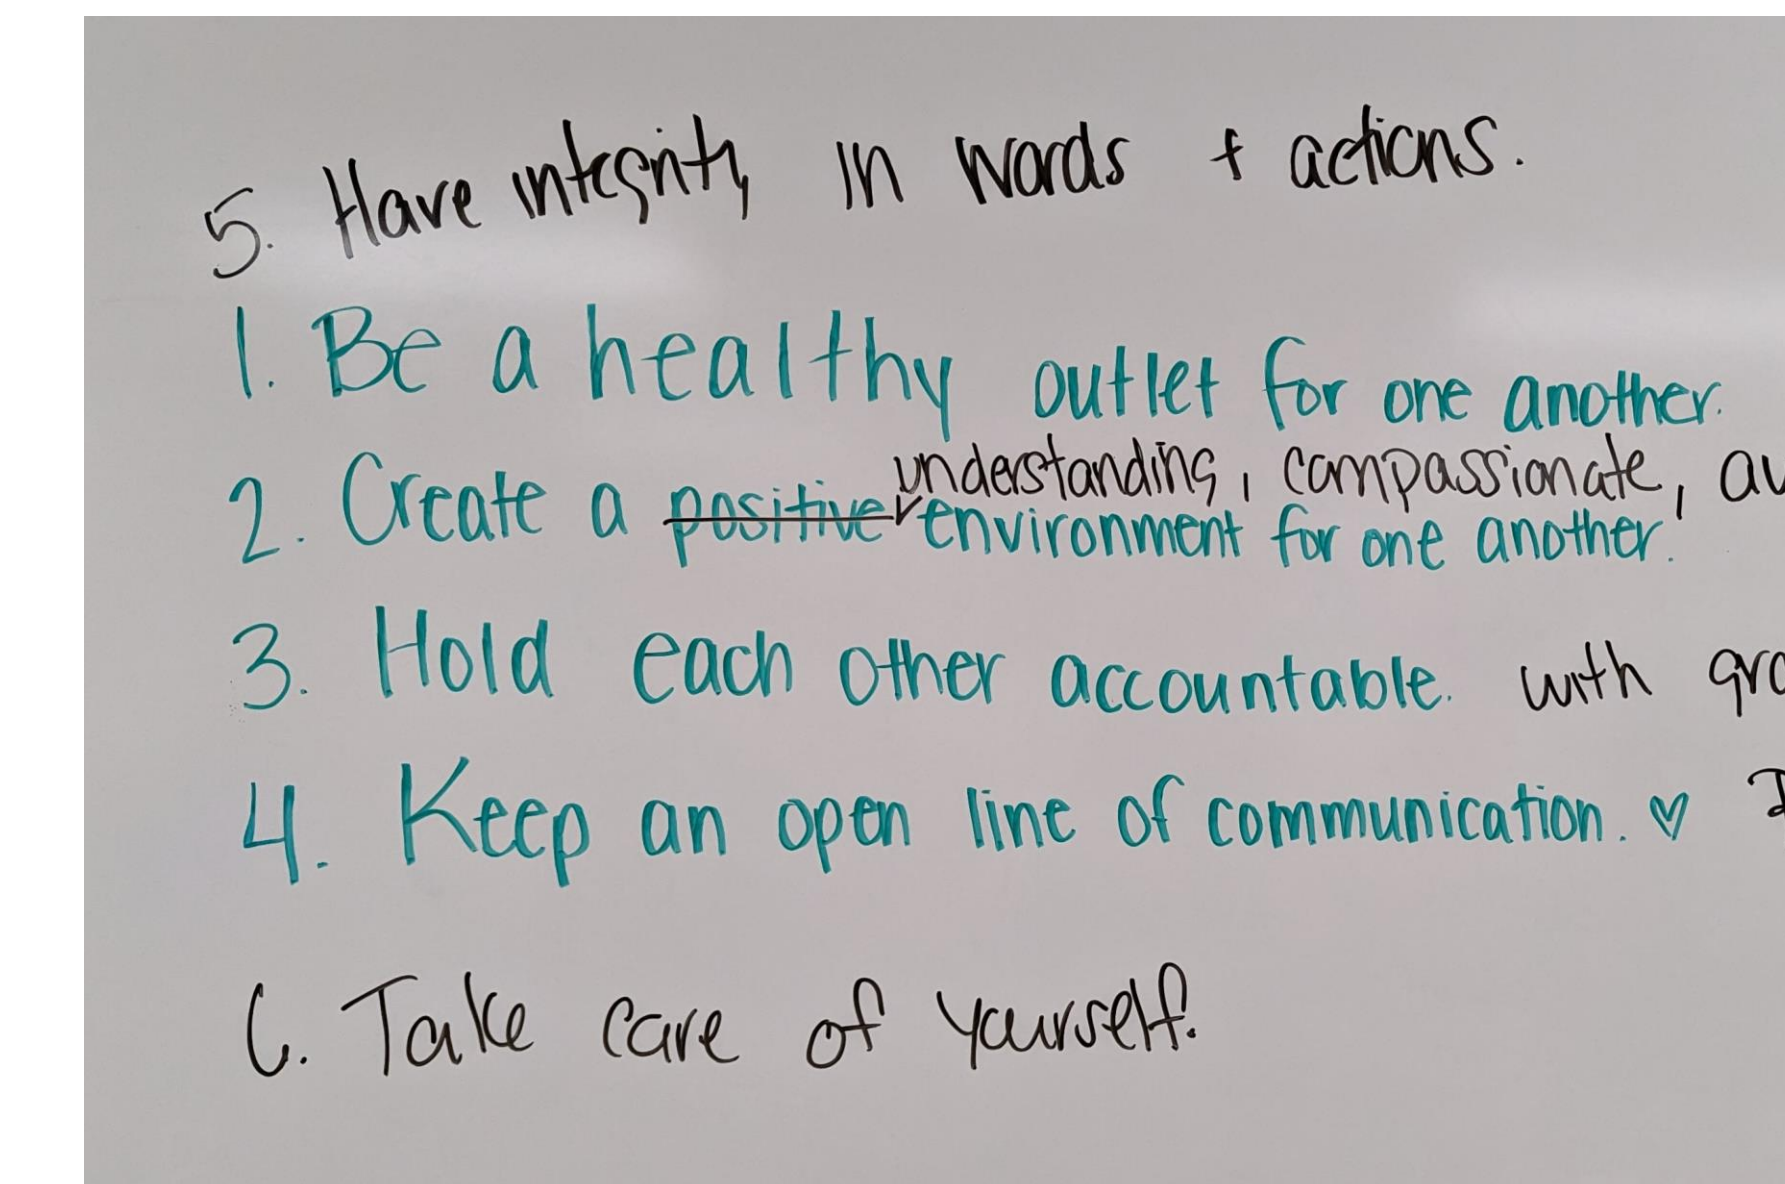 5. Have integrity in words + actions.
1. Be a healthy outlet for one another.
understanding, compassionate,
2. Create a positive environment for one another.
3. Hold each other accountable. with
4. Keep an open line of communication. ♡
6. Take care of yourself.